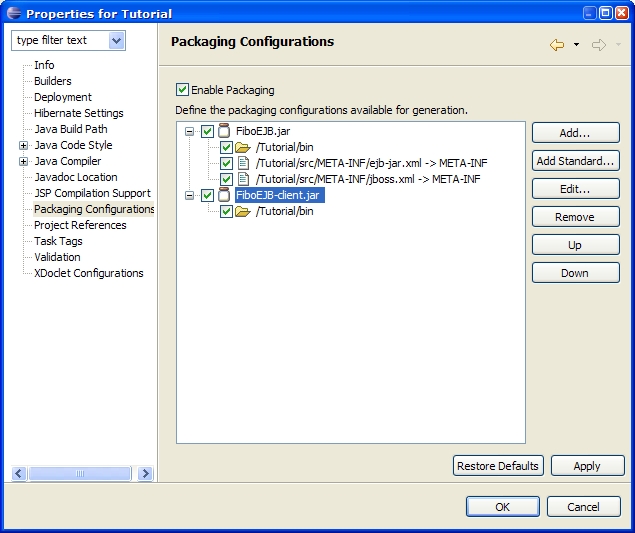 Properties for Tutorial
type filter text
Info
Builders
Deployment
Hibernate Settings
Java Build Path
Java Code Style
Java Compiler
Javadoc Location
JSP Compilation Support
Packaging Configurations
Project References
Task Tags
Validation
XDoclet Configurations
Packaging Configurations
Enable Packaging
Define the packaging configurations available for generation.
FiboEJB.jar
/Tutorial/bin
/Tutorial/src/META-INF/ejb-jar.xml -> META-INF
/Tutorial/src/META-INF/jboss.xml -> META-INF
FiboEJB-client.jar
/Tutorial/bin
Add...
Add Standard...
Edit...
Remove
Up
Down
Restore Defaults
Apply
OK
Cancel